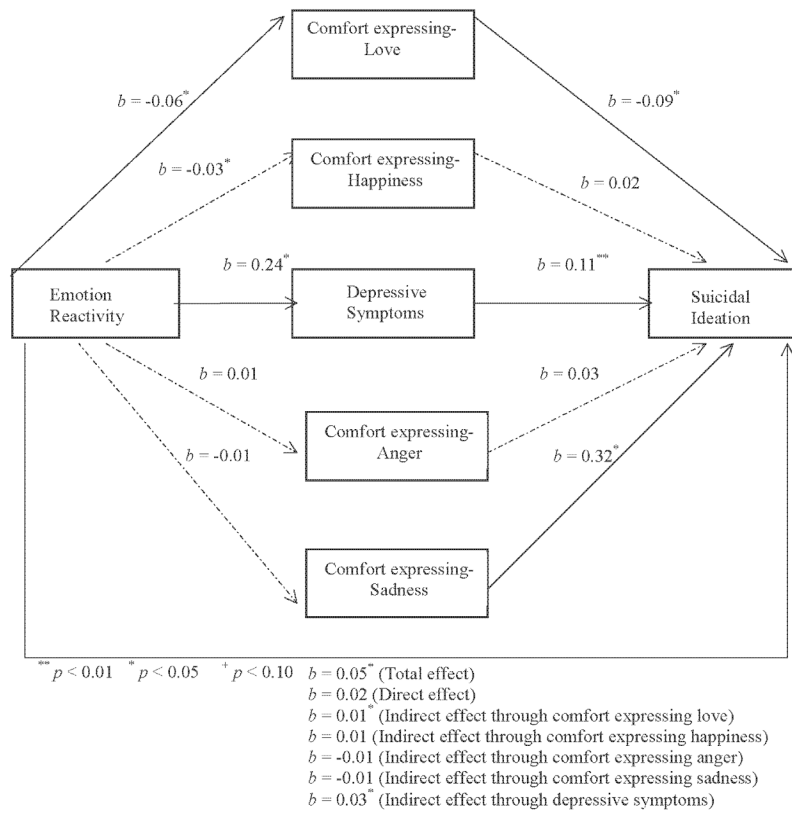 Comfort expressing-
Love
b = -0.06*
b = -0.09*
Comfort expressing-
Happiness
b = -0.03*
b = 0.02
b = 0.24*
b = 0.11**
Emotion
Reactivity
Depressive
Symptoms
Suicidal
Ideation
b = 0.01
b = 0.03
Comfort expressing-
Anger
b = -0.01
b = 0.32*
Comfort expressing-
Sadness
** p < 0.01 * p < 0.05 + p < 0.10
b = 0.05* (Total effect)
b = 0.02 (Direct effect)
b = 0.01* (Indirect effect through comfort expressing love)
b = 0.01 (Indirect effect through comfort expressing happiness)
b = -0.01 (Indirect effect through comfort expressing anger)
b = -0.01 (Indirect effect through comfort expressing sadness)
b = 0.03* (Indirect effect through depressive symptoms)